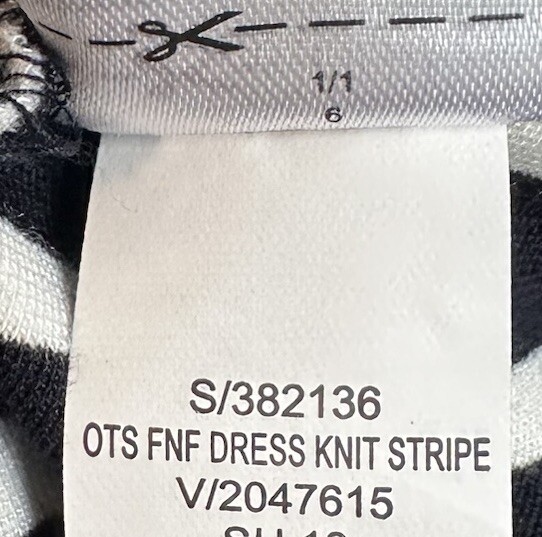 1/1
6
S/382136
OTS FNF DRESS KNIT STRIPE
V/2047615